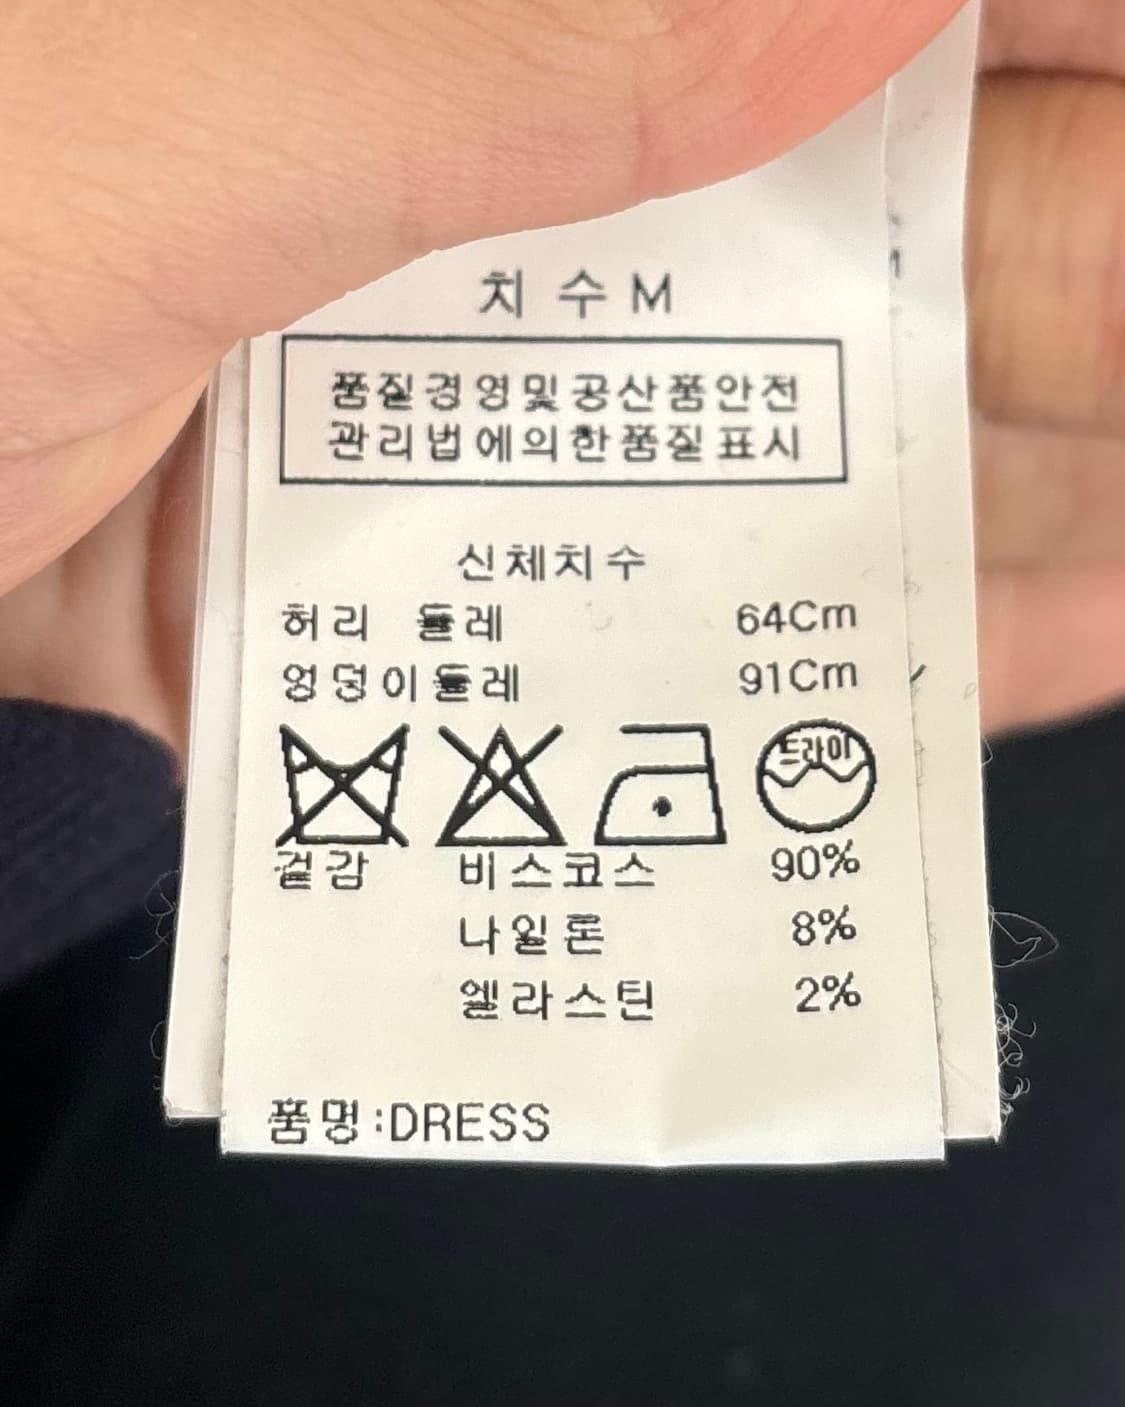 치수 M
품질경영및공산품안전
관리법에의한품질표시
신체치수
허리 둘레 64Cm
엉덩이둘레 91Cm
드라이
겉감 비스코스 90%
나일론 8%
엘라스틴 2%
품명:DRESS